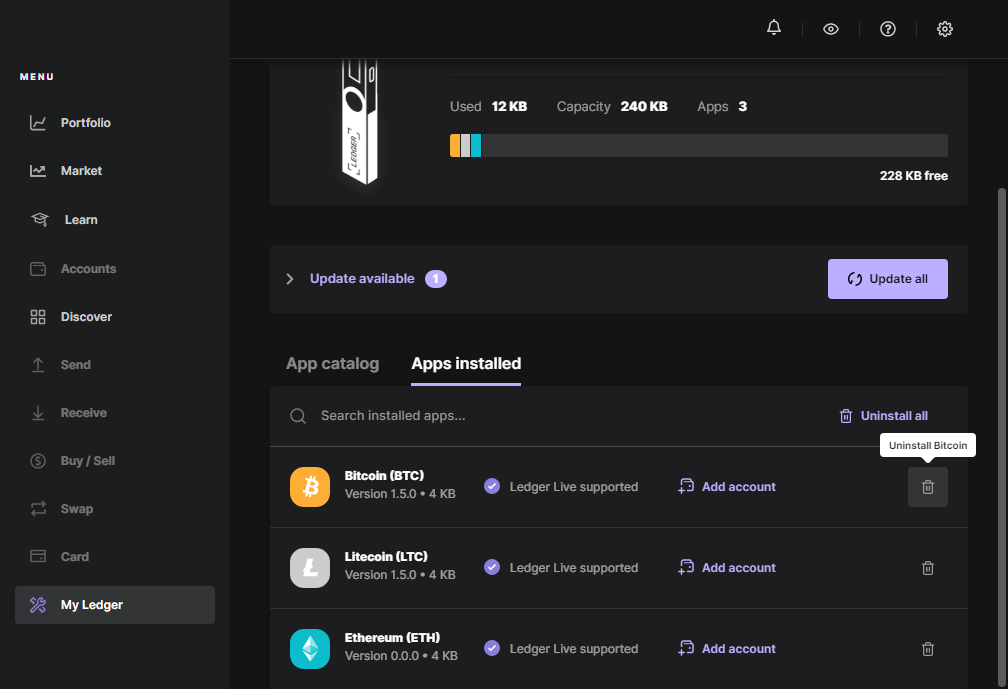 MENU
Portfolio
Market
Learn
Accounts
Discover
Send
Receive
Buy / Sell
Swap
Card
My Ledger
LEDGER
Used 12 KB Capacity 240 KB Apps 3
228 KB free
Update available 1
Update all
App catalog Apps installed
Search installed apps...
Uninstall all
Uninstall Bitcoin
Bitcoin (BTC)
Version 1.5.0 • 4 KB
Ledger Live supported
Add account
Litecoin (LTC)
Version 1.5.0 • 4 KB
Ledger Live supported
Add account
Ethereum (ETH)
Version 0.0.0 • 4 KB
Ledger Live supported
Add account